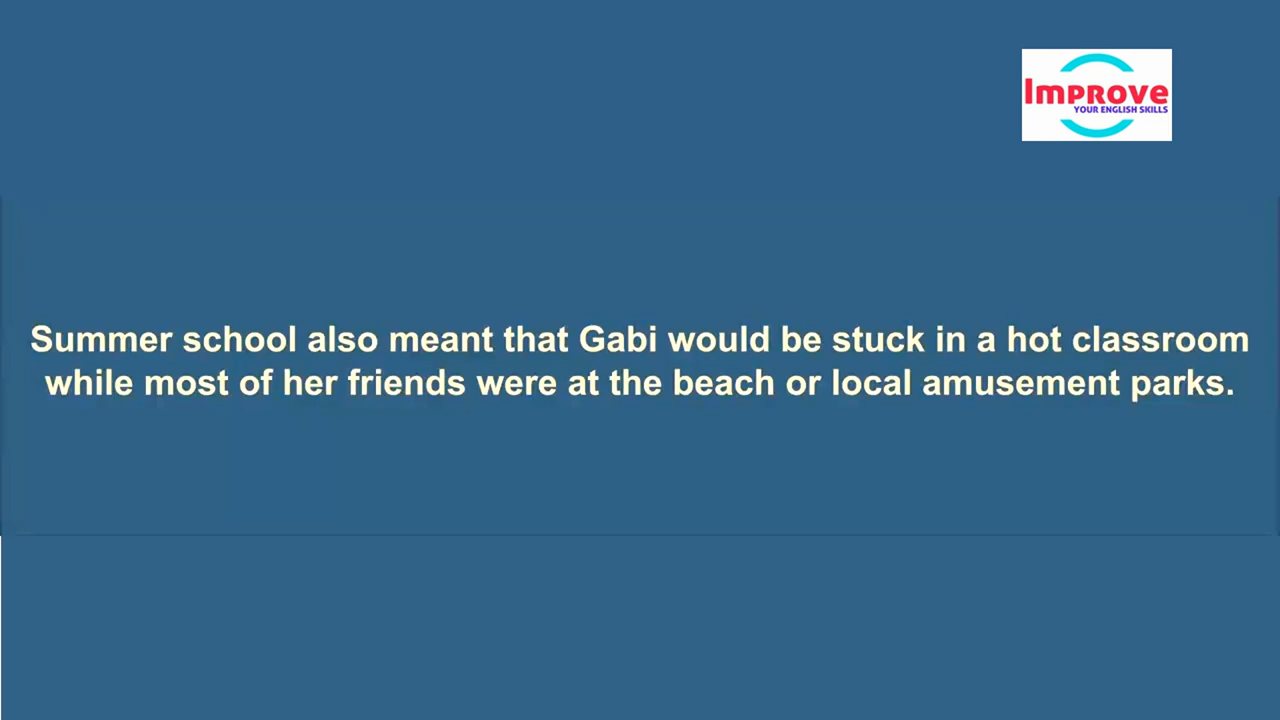 Improve
YOUR ENGLISH SKILLS
Summer school also meant that Gabi would be stuck in a hot classroom
while most of her friends were at the beach or local amusement parks.